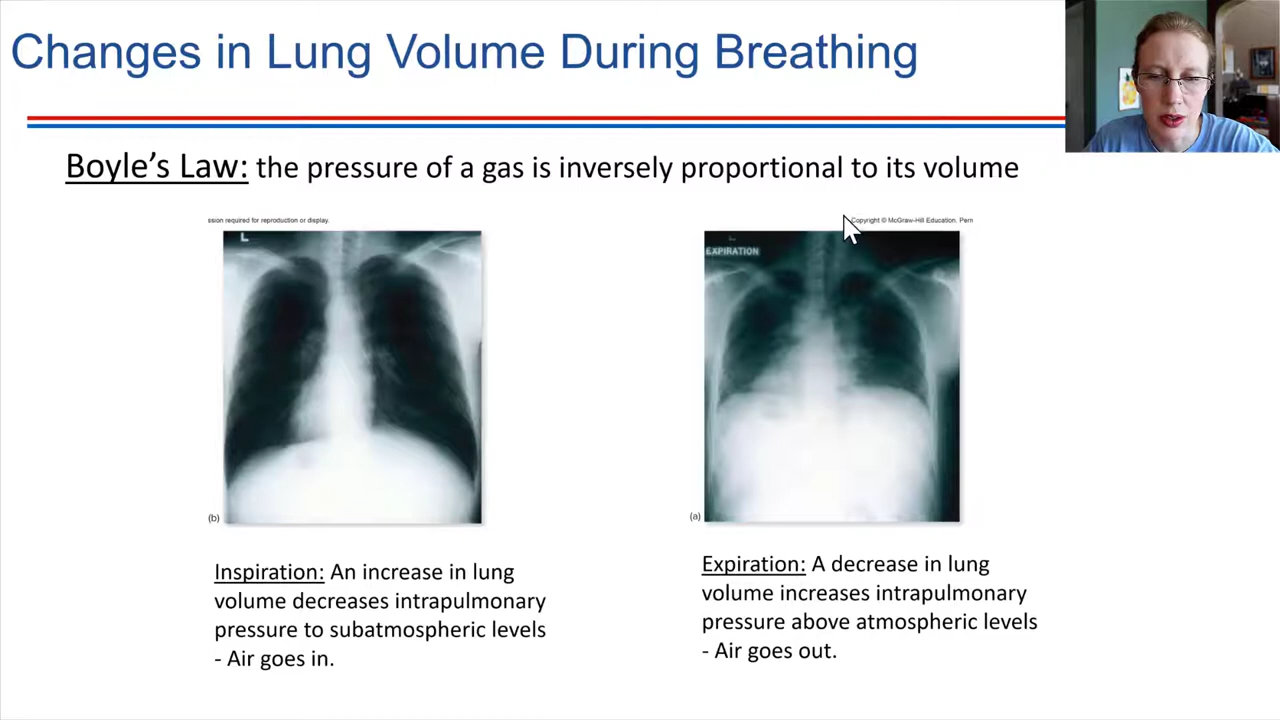 Changes in Lung Volume During Breathing
Boyle’s Law: the pressure of a gas is inversely proportional to its volume
ssion required for reproduction or display.
L
(b)
Inspiration: An increase in lung
volume decreases intrapulmonary
pressure to subatmospheric levels
- Air goes in.
Copyright © McGraw-Hill Education. Perm
L
EXPIRATION
(a)
Expiration: A decrease in lung
volume increases intrapulmonary
pressure above atmospheric levels
- Air goes out.